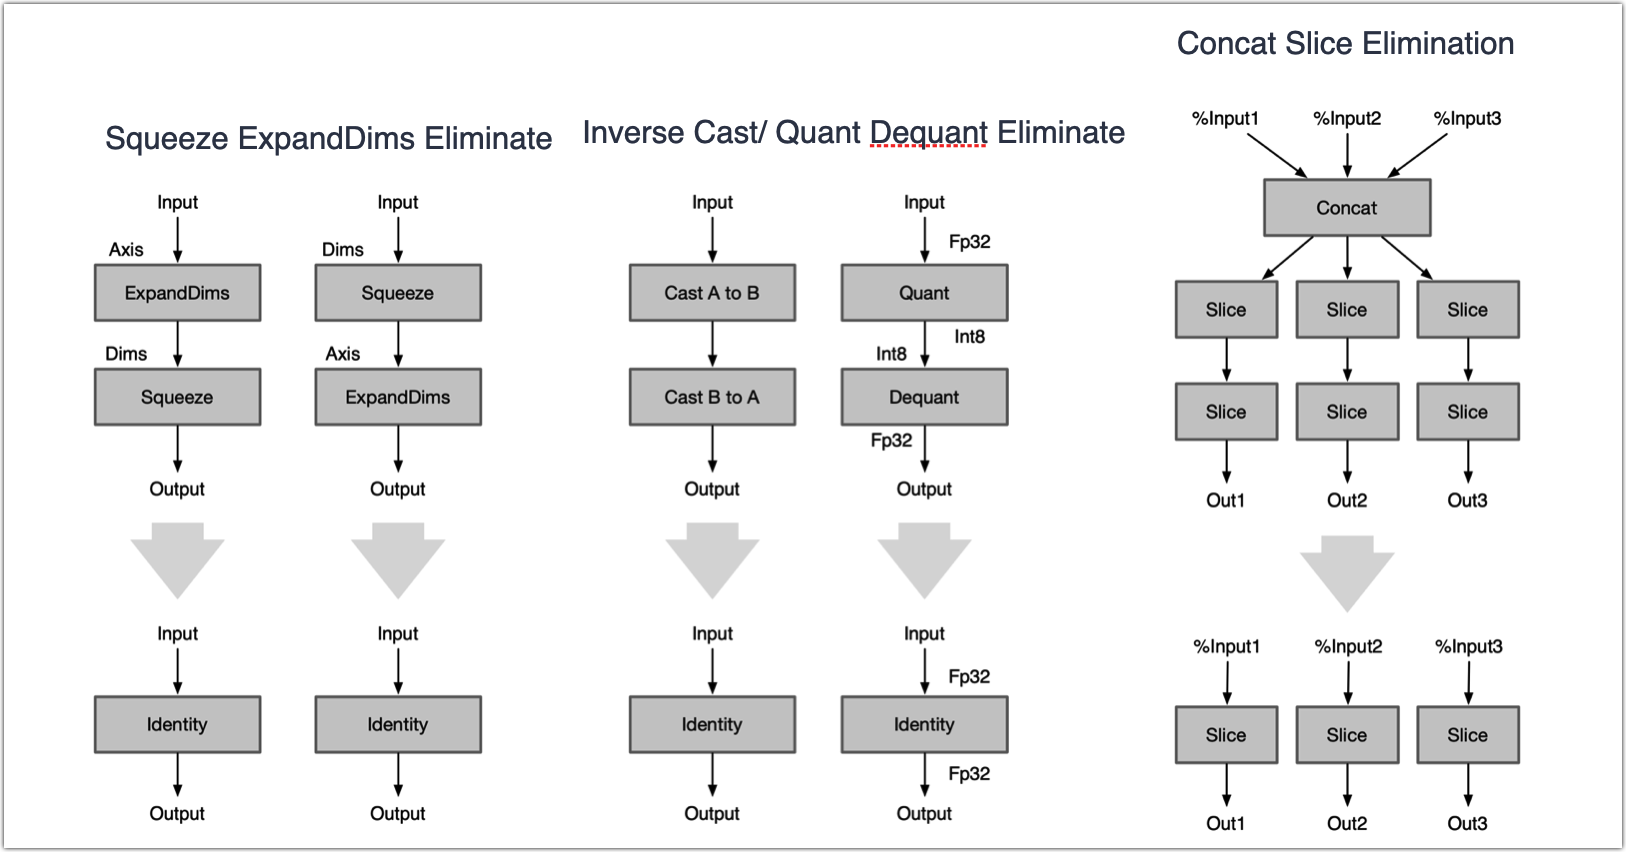 Concat Slice Elimination
Squeeze ExpandDims Eliminate
Inverse Cast/ Quant Dequant Eliminate
Input
Axis
ExpandDims
Dims
Squeeze
Output
Input
Identity
Output
Input
Dims
Squeeze
Axis
ExpandDims
Output
Input
Identity
Output
Input
Cast A to B
Cast B to A
Output
Input
Identity
Output
Input
Fp32
Quant
Int8
Int8
Dequant
Fp32
Output
Input
Fp32
Identity
Fp32
Output
%Input1 %Input2 %Input3
Concat
Slice Slice Slice
Slice Slice Slice
Out1 Out2 Out3
%Input1 %Input2 %Input3
Slice Slice Slice
Out1 Out2 Out3